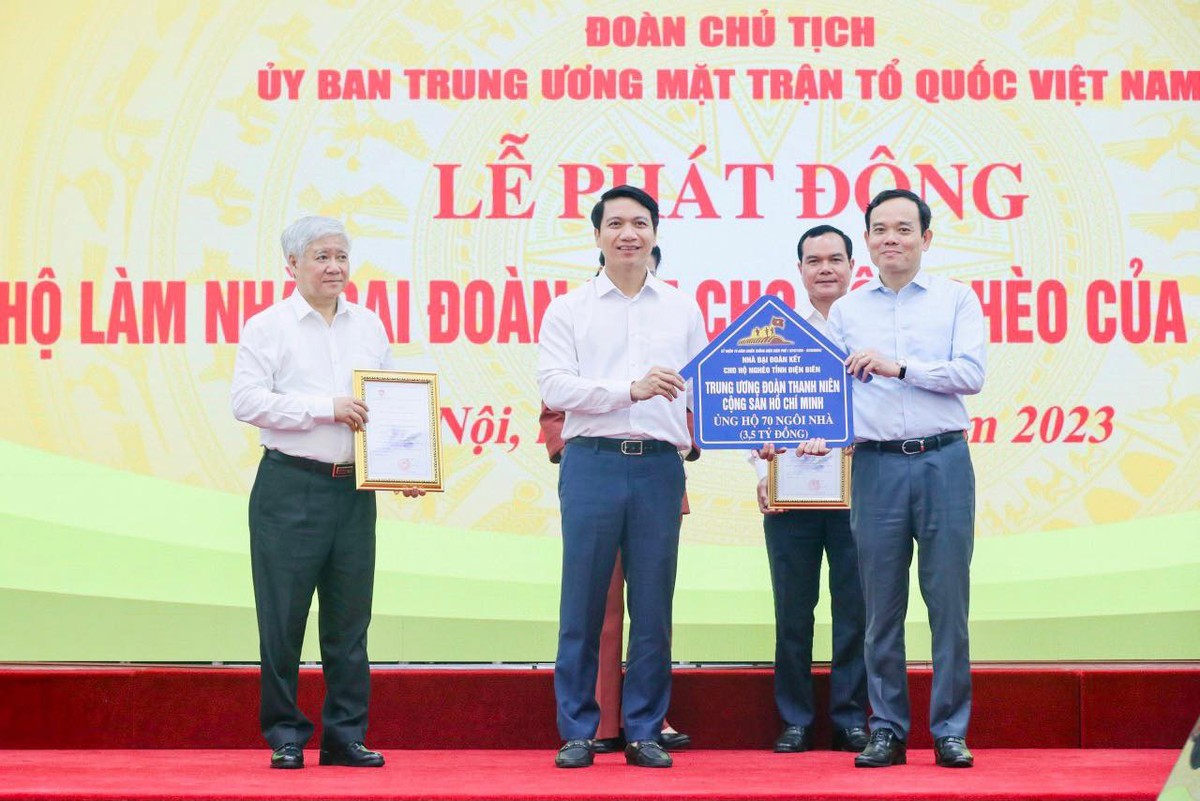 ĐOÀN CHỦ TỊCH
ỦY BAN TRUNG ƯƠNG MẶT TRẬN TỔ QUỐC VIỆT NAM
LỄ PHÁT ĐỘNG
HỘ LÀM NHÀ ĐẠI ĐOÀN CHO HÈO CỦA
Nội, 2023
NHÀ ĐẠI ĐOÀN KẾT
CHO HỘ NGHÈO TỈNH ĐIỆN BIÊN
TRUNG ƯƠNG ĐOÀN THANH NIÊN
CỘNG SẢN HỒ CHÍ MINH
ỦNG HỘ 70 NGÔI NHÀ
(3,5 TỶ ĐỒNG)